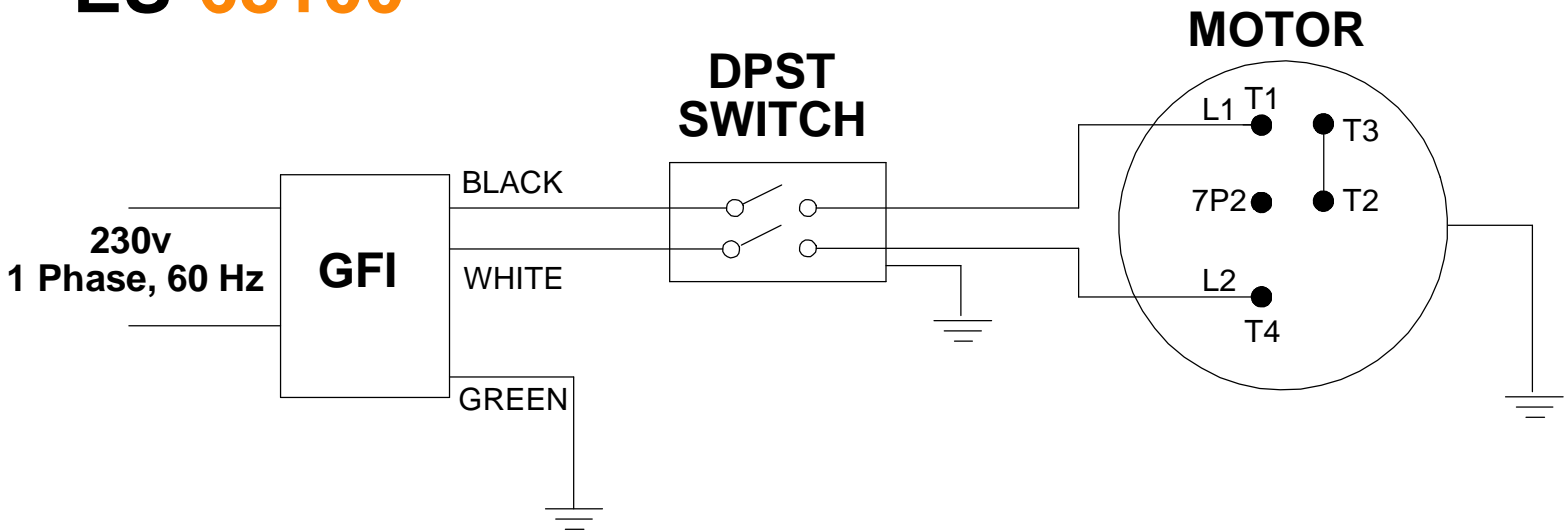 MOTOR
DPST
SWITCH
L1 T1
T3
BLACK
7P2 T2
230v
1 Phase, 60 Hz
GFI
WHITE
L2
T4
GREEN